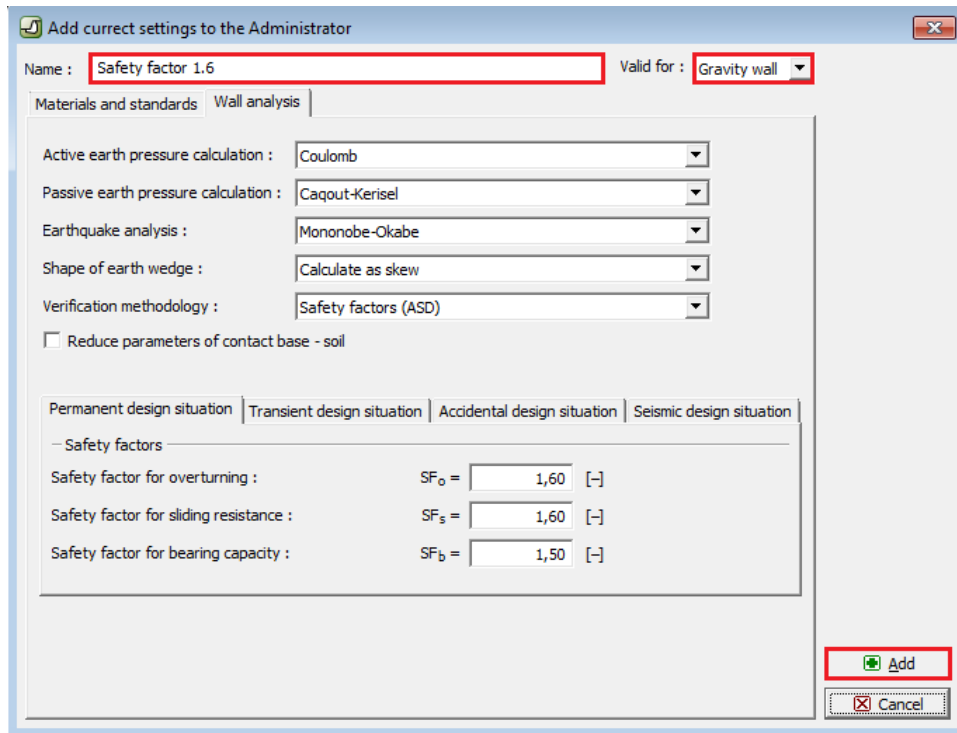 Add currect settings to the Administrator
Name : Safety factor 1.6 Valid for : Gravity wall
Materials and standards Wall analysis
Active earth pressure calculation : Coulomb
Passive earth pressure calculation : Caqout-Kerisel
Earthquake analysis : Mononobe-Okabe
Shape of earth wedge : Calculate as skew
Verification methodology : Safety factors (ASD)
Reduce parameters of contact base - soil
Permanent design situation Transient design situation Accidental design situation Seismic design situation
Safety factors
Safety factor for overturning : SFo = 1,60 [–]
Safety factor for sliding resistance : SFs = 1,60 [–]
Safety factor for bearing capacity : SFb = 1,50 [–]
Add
Cancel